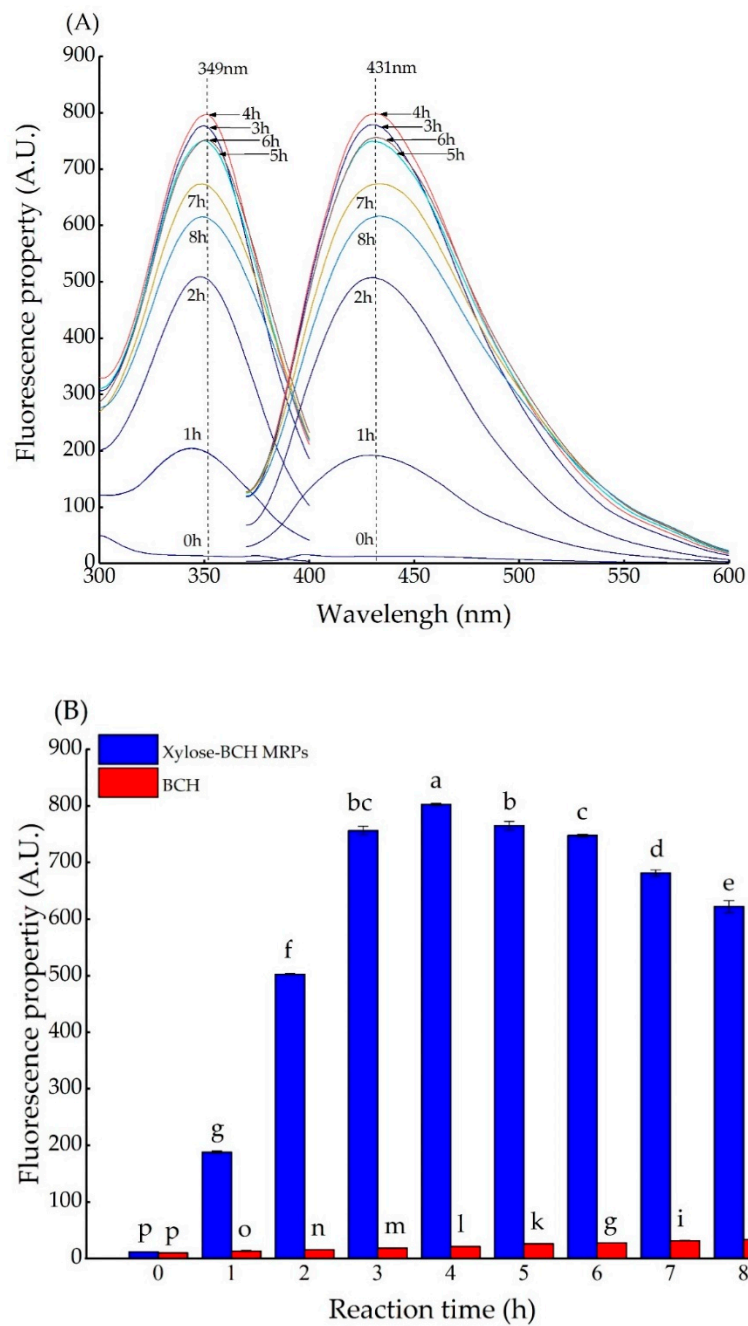 (A)
900
349nm
431nm
800
4h
4h
3h
3h
6h
6h
700
5h
5h
7h
7h
600
8h
8h
500
2h
2h
400
300
200
1h
1h
100
0h
0h
0
300 350 400 450 500 550 600
Fluorescence property (A.U.)
Wavelengh (nm)
(B)
900
Xylose-BCH MRPs
BCH
800
700
600
500
400
300
200
100
0
bc a b c d e
f
g
p p o n m l k g i
0 1 2 3 4 5 6 7 8
Fluorescence propertiy (A.U.)
Reaction time (h)